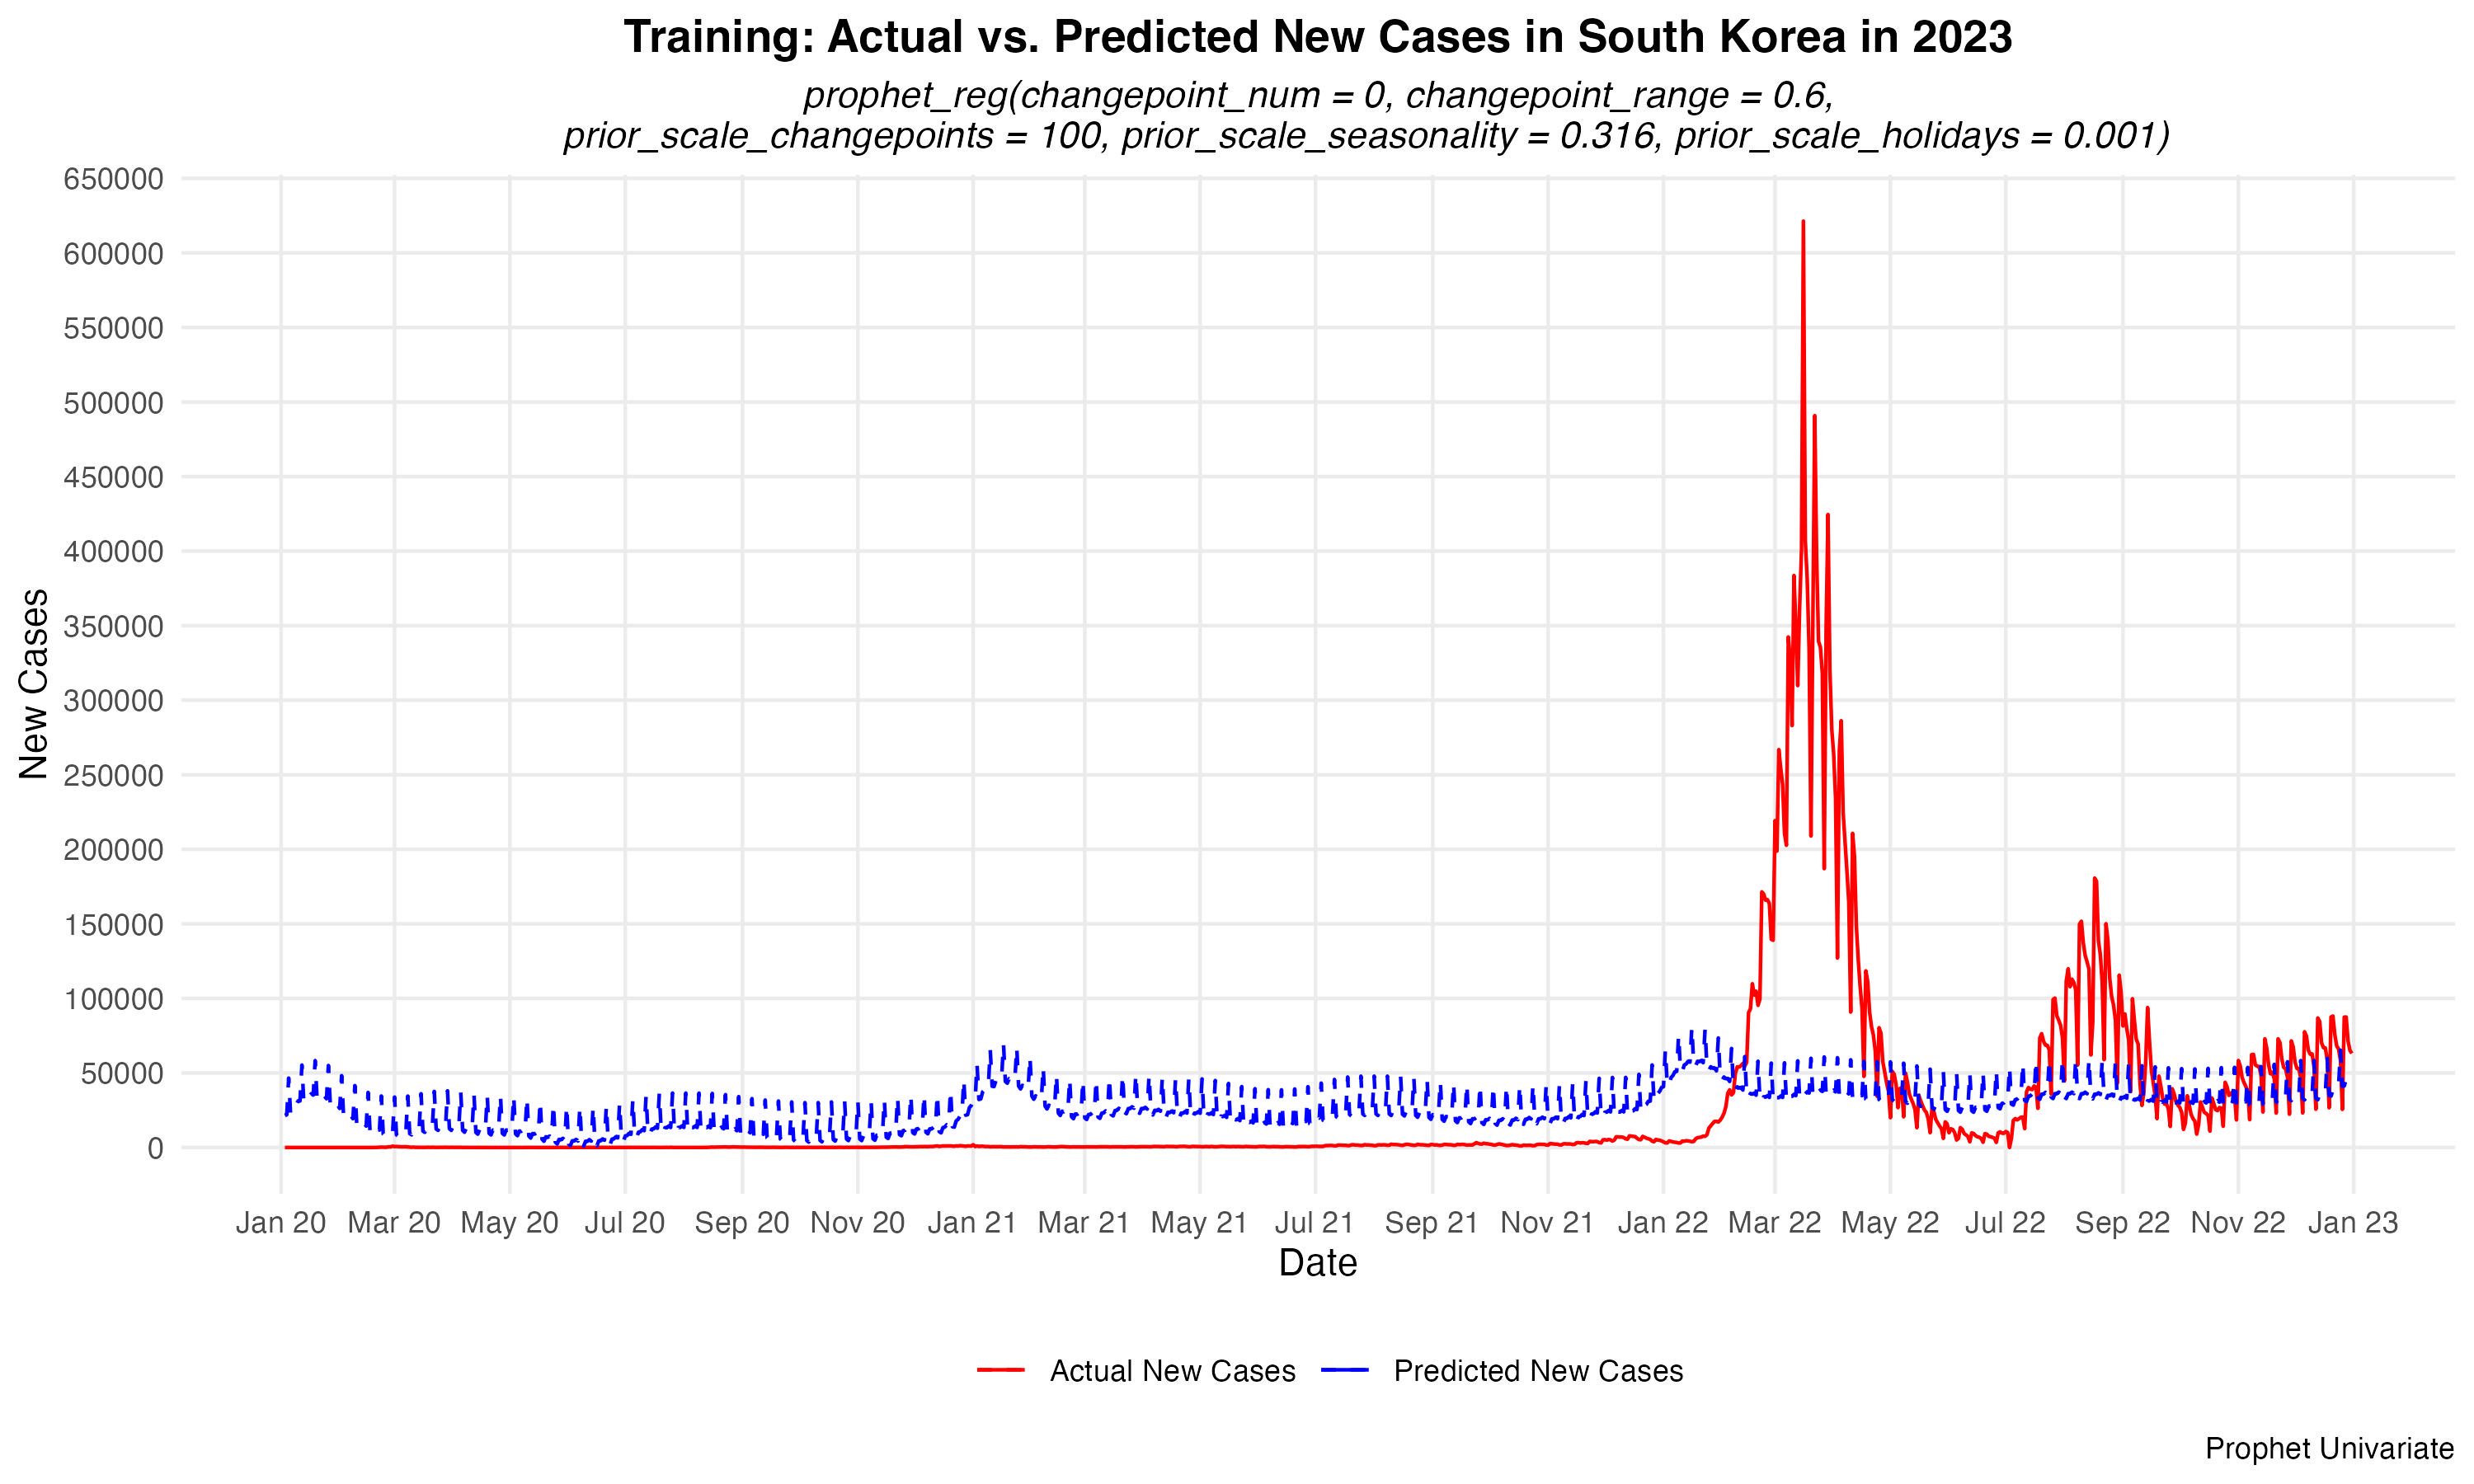 Training: Actual vs. Predicted New Cases in South Korea in 2023
prophet_reg(changepoint_num = 0, changepoint_range = 0.6,
prior_scale_changepoints = 100, prior_scale_seasonality = 0.316, prior_scale_holidays = 0.001)
650000
600000
550000
500000
450000
400000
350000
300000
250000
200000
150000
100000
50000
0
New Cases
Jan 20 Mar 20 May 20 Jul 20 Sep 20 Nov 20 Jan 21 Mar 21 May 21 Jul 21 Sep 21 Nov 21 Jan 22 Mar 22 May 22 Jul 22 Sep 22 Nov 22 Jan 23
Date
Actual New Cases Predicted New Cases
Prophet Univariate